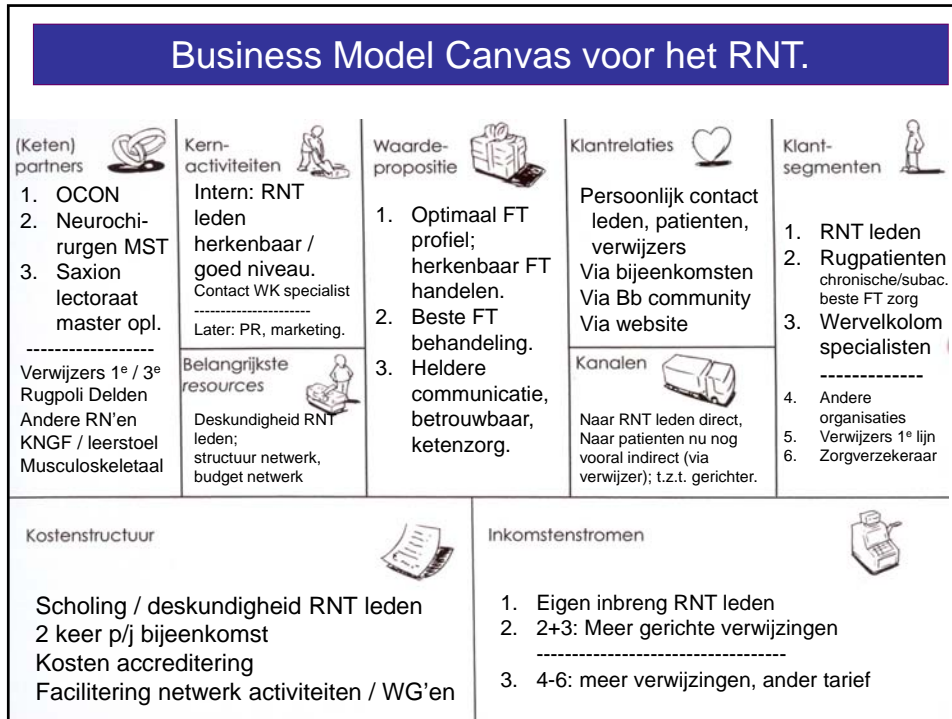 Business Model Canvas voor het RNT.
(Keten)
partners
1. OCON
2. Neurochi-
rurgen MST
3. Saxion
lectoraat
master opl.
------------------
Verwijzers 1e / 3e
Rugpoli Delden
Andere RN'en
KNGF / leerstoel
Musculoskeletaal
Kern-
activiteiten
Intern: RNT
leden
herkenbaar /
goed niveau.
Contact WK specialist
----------------------
Later: PR, marketing.
Belangrijkste
resources
Deskundigheid RNT
leden;
structuur netwerk,
budget netwerk
Waarde-
propositie
1. Optimaal FT
profiel;
herkenbaar FT
handelen.
2. Beste FT
behandeling.
3. Heldere
communicatie,
betrouwbaar,
ketenzorg.
Klantrelaties
Persoonlijk contact
leden, patienten,
verwijzers
Via bijeenkomsten
Via Bb community
Via website
Kanalen
Naar RNT leden direct,
Naar patienten nu nog
vooral indirect (via
verwijzer); t.z.t. gerichter.
Klant-
segmenten
1. RNT leden
2. Rugpatienten
chronische/subac.
beste FT zorg
3. Wervelkolom
specialisten
-------------
4. Andere
organisaties
5. Verwijzers 1e lijn
6. Zorgverzekeraar
Kostenstructuur
Scholing / deskundigheid RNT leden
2 keer p/j bijeenkomst
Kosten accreditering
Facilitering netwerk activiteiten / WG'en
Inkomstenstromen
1. Eigen inbreng RNT leden
2. 2+3: Meer gerichte verwijzingen
-----------------------------------
3. 4-6: meer verwijzingen, ander tarief